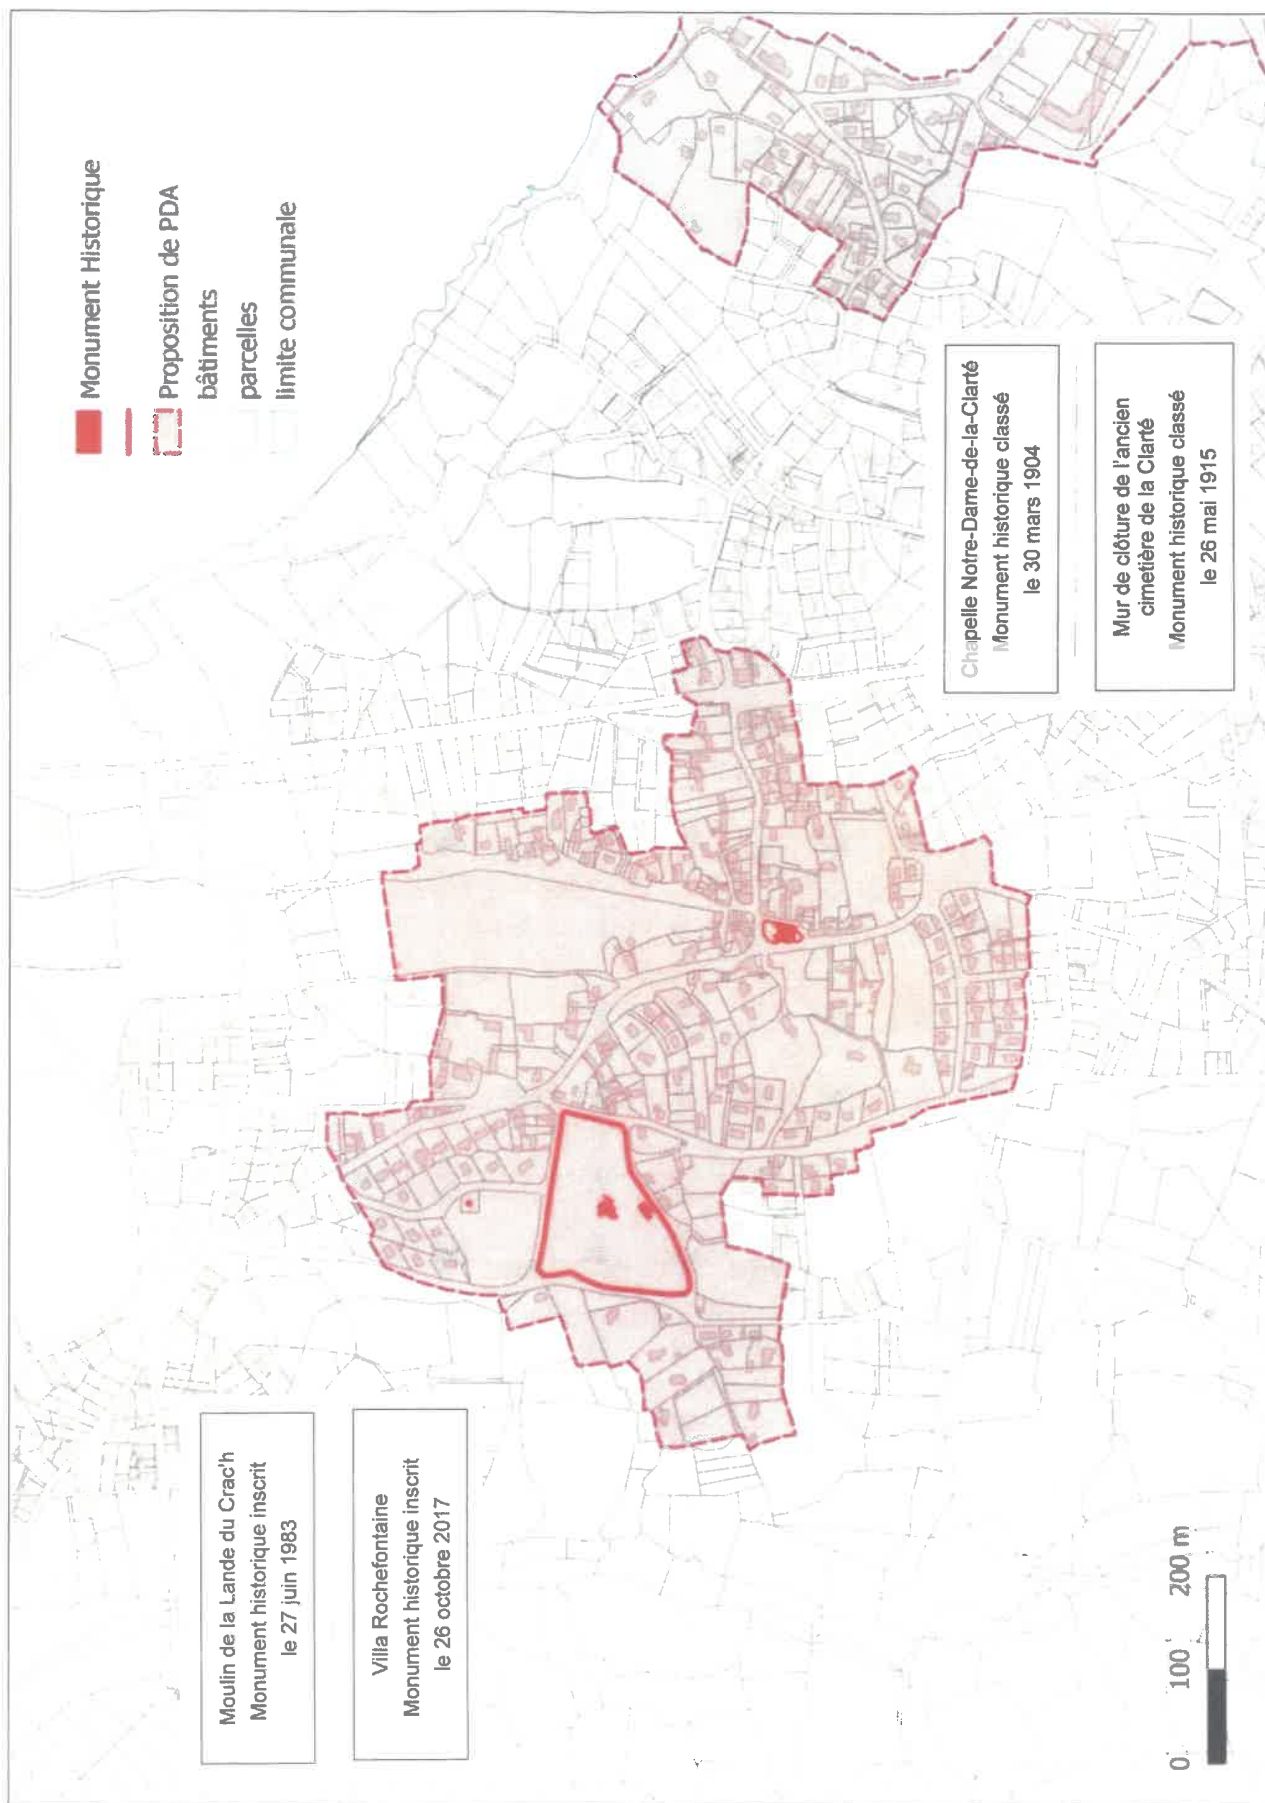 Monument Historique
Proposition de PDA
bâtiments
parcelles
limite communale
Moulin de la Lande du Crac'h
Monument historique inscrit
le 27 juin 1983
Villa Rochefontaine
Monument historique inscrit
le 26 octobre 2017
Chapelle Notre-Dame-de-la-Clarté
Monument historique classé
le 30 mars 1904
Mur de clôture de l'ancien
cimetière de la Clarté
Monument historique classé
le 26 mai 1915
0 100 200 m